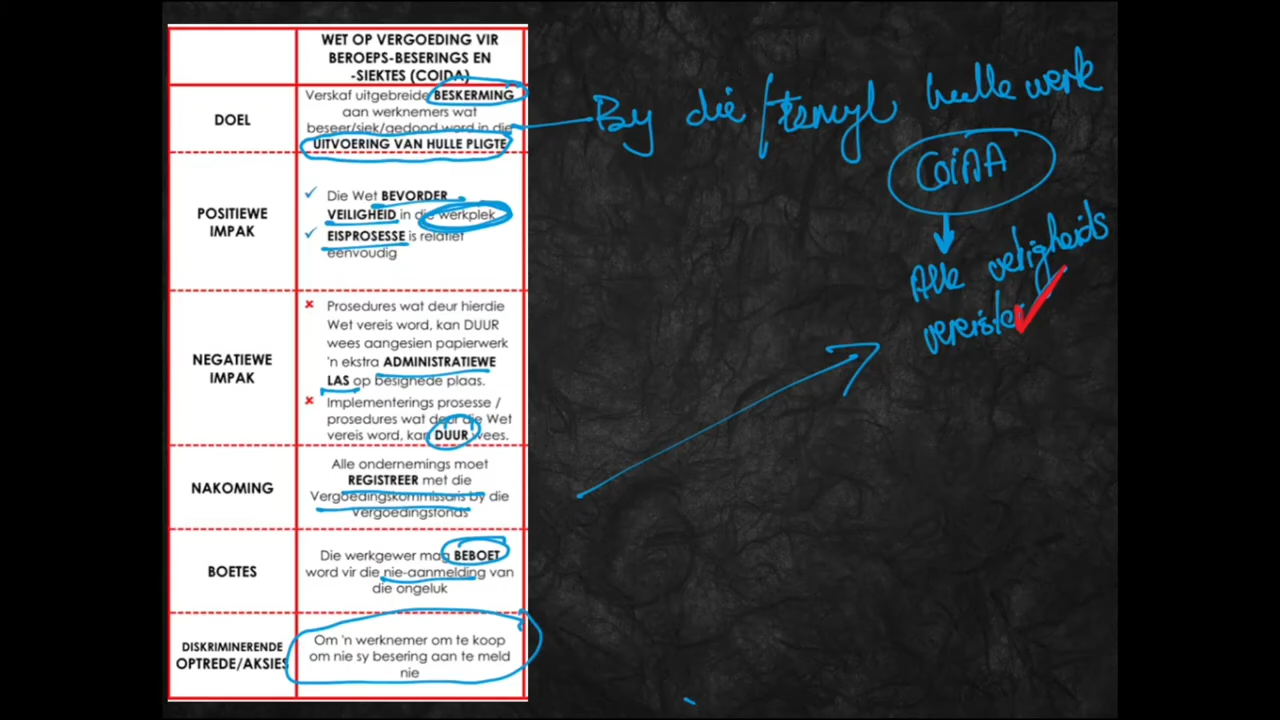 WET OP VERGOEDING VIR
BEROEPS-BESERINGS EN
-SIEKTES (COIDA)
DOEL
Verskaf uitgebreide BESKERMING
aan werknemers wat
beseer/siek/gedood word in die
UITVOERING VAN HULLE PLIGTE
POSITIEWE
IMPAK
✓ Die Wet BEVORDER
VEILIGHEID in die werkplek
✓ EISPROSESSE is relatief
eenvoudig
NEGATIEWE
IMPAK
× Prosedures wat deur hierdie
Wet vereis word, kan DUUR
wees aangesien papierwerk
'n ekstra ADMINISTRATIEWE
LAS op besighede plaas.
× Implementerings prosesse /
prosedures wat deur die Wet
vereis word, kan DUUR wees.
NAKOMING
Alle ondernemings moet
REGISTREER met die
Vergoedingskommissaris by die
Vergoedingsfonds
BOETES
Die werkgewer mag BEBOET
word vir die nie-aanmelding van
die ongeluk
DISKRIMINERENDE
OPTREDE/AKSIES
Om 'n werknemer om te koop
om nie sy besering aan te meld
nie
By die / terwyl hulle werk
COIDA
Alle veiligheids
vereistes